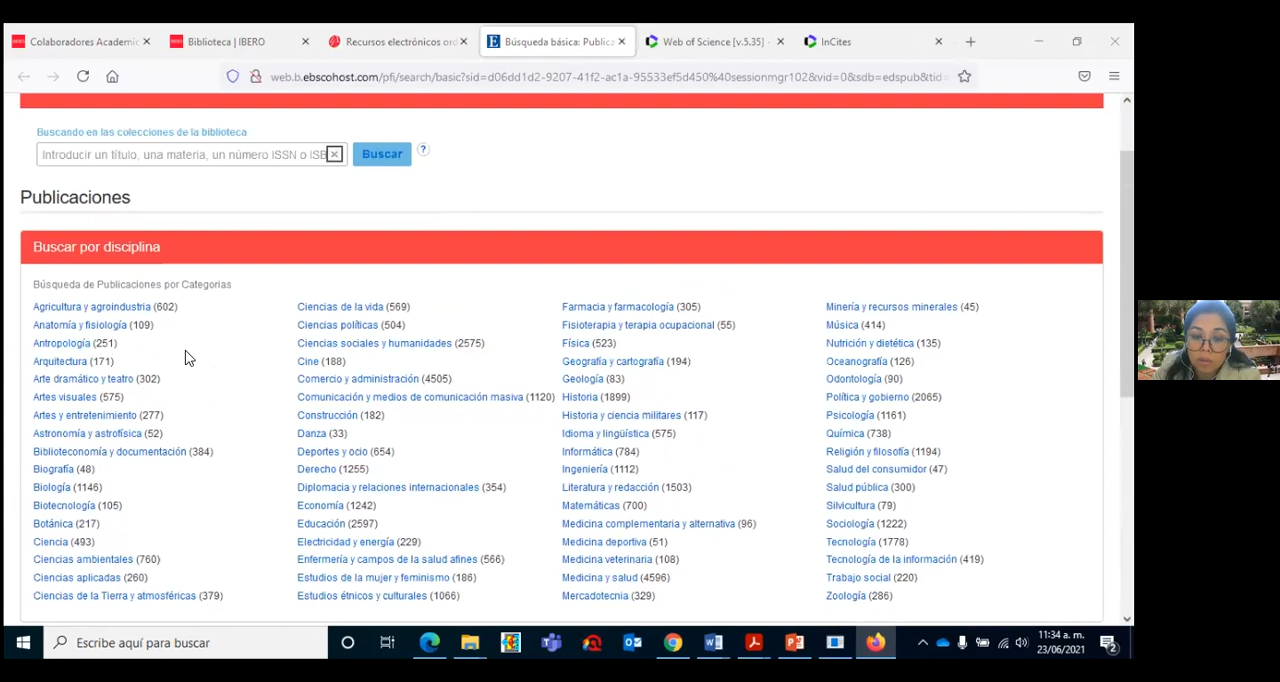 Colaboradores Academic
Biblioteca | IBERO
Recursos electrónicos ord
Búsqueda básica: Publica
Web of Science [v.5.35] -
InCites
web.b.ebscohost.com/pfi/search/basic?sid=d06dd1d2-9207-41f2-ac1a-95533ef5d450%40sessionmgr102&vid=0&sdb=edspub&tid=
Buscando en las colecciones de la biblioteca
Introducir un título, una materia, un número ISSN o ISB
Buscar
?
Publicaciones
Buscar por disciplina
Búsqueda de Publicaciones por Categorias
Agricultura y agroindustria (602)
Anatomía y fisiología (109)
Antropología (251)
Arquitectura (171)
Arte dramático y teatro (302)
Artes visuales (575)
Artes y entretenimiento (277)
Astronomía y astrofísica (52)
Biblioteconomía y documentación (384)
Biografía (48)
Biología (1146)
Biotecnología (105)
Botánica (217)
Ciencia (493)
Ciencias ambientales (760)
Ciencias aplicadas (260)
Ciencias de la Tierra y atmosféricas (379)
Ciencias de la vida (569)
Ciencias políticas (504)
Ciencias sociales y humanidades (2575)
Cine (188)
Comercio y administración (4505)
Comunicación y medios de comunicación masiva (1120)
Construcción (182)
Danza (33)
Deportes y ocio (654)
Derecho (1255)
Diplomacia y relaciones internacionales (354)
Economía (1242)
Educación (2597)
Electricidad y energía (229)
Enfermería y campos de la salud afines (566)
Estudios de la mujer y feminismo (186)
Estudios étnicos y culturales (1066)
Farmacia y farmacología (305)
Fisioterapia y terapia ocupacional (55)
Física (523)
Geografía y cartografía (194)
Geología (83)
Historia (1899)
Historia y ciencia militares (117)
Idioma y lingüística (575)
Informática (784)
Ingeniería (1112)
Literatura y redacción (1503)
Matemáticas (700)
Medicina complementaria y alternativa (96)
Medicina deportiva (51)
Medicina veterinaria (108)
Medicina y salud (4596)
Mercadotecnia (329)
Minería y recursos minerales (45)
Música (414)
Nutrición y dietética (135)
Oceanografía (126)
Odontología (90)
Política y gobierno (2065)
Psicología (1161)
Química (738)
Religión y filosofía (1194)
Salud del consumidor (47)
Salud pública (300)
Silvicultura (79)
Sociología (1222)
Tecnología (1778)
Tecnología de la información (419)
Trabajo social (220)
Zoología (286)
Escribe aquí para buscar
11:34 a. m.
23/06/2021
2